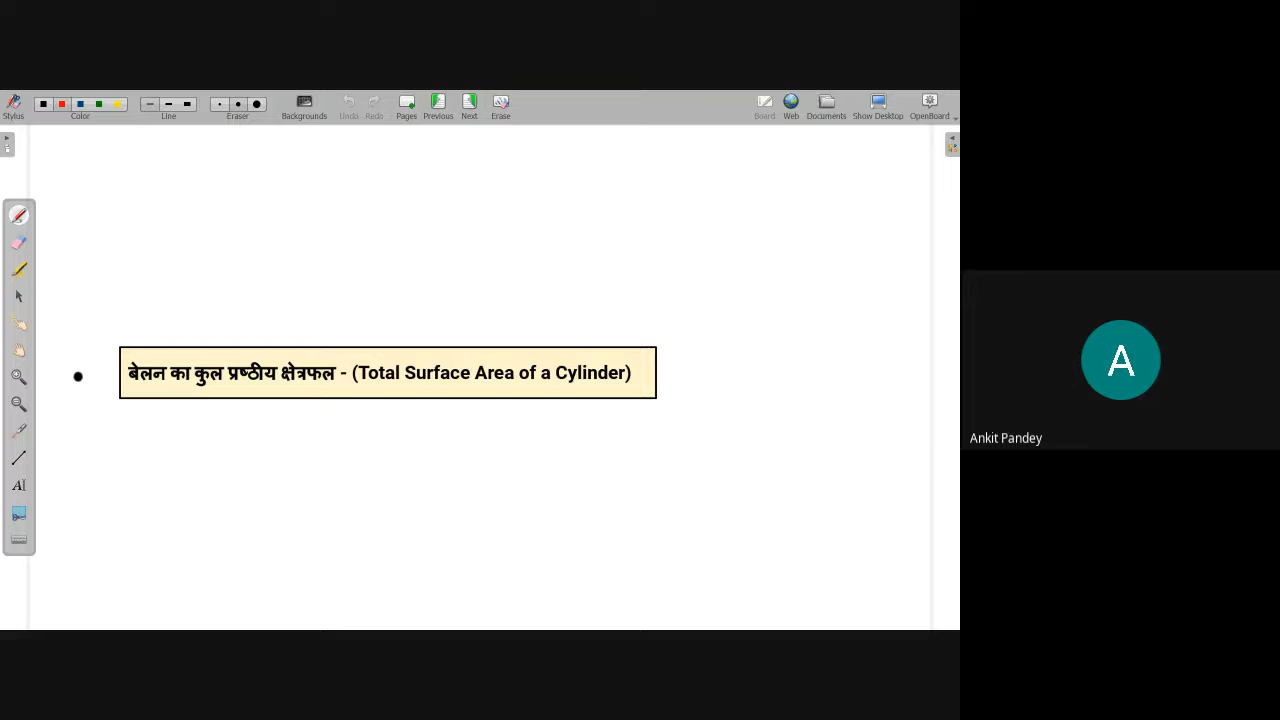 Stylus
Color
Line
Eraser
Backgrounds
Undo
Redo
Pages
Previous
Next
Erase
Board
Web
Documents
Show Desktop
OpenBoard
बेलन का कुल प्रष्ठीय क्षेत्रफल - (Total Surface Area of a Cylinder)
A
Ankit Pandey